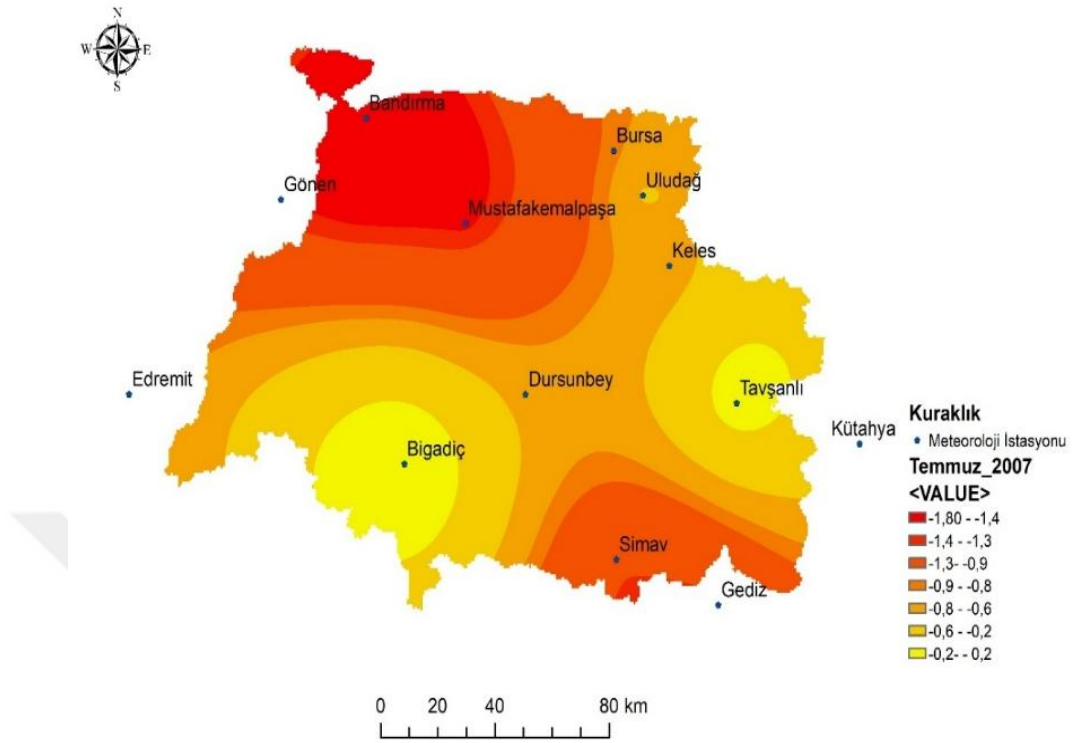 N
W E
S
Bandırma
Bursa
Gönen
Uludağ
Mustafakemalpaşa
Keles
Edremit
Dursunbey
Tavşanlı
Kütahya
Bigadiç
Simav
Gediz
Kuraklık
Meteoroloji İstasyonu
Temmuz_2007
<VALUE>
-1,80 - -1,4
-1,4 - -1,3
-1,3- -0,9
-0,9 - -0,8
-0,8 - -0,6
-0,6 - -0,2
-0,2- - 0,2
0 20 40 80 km